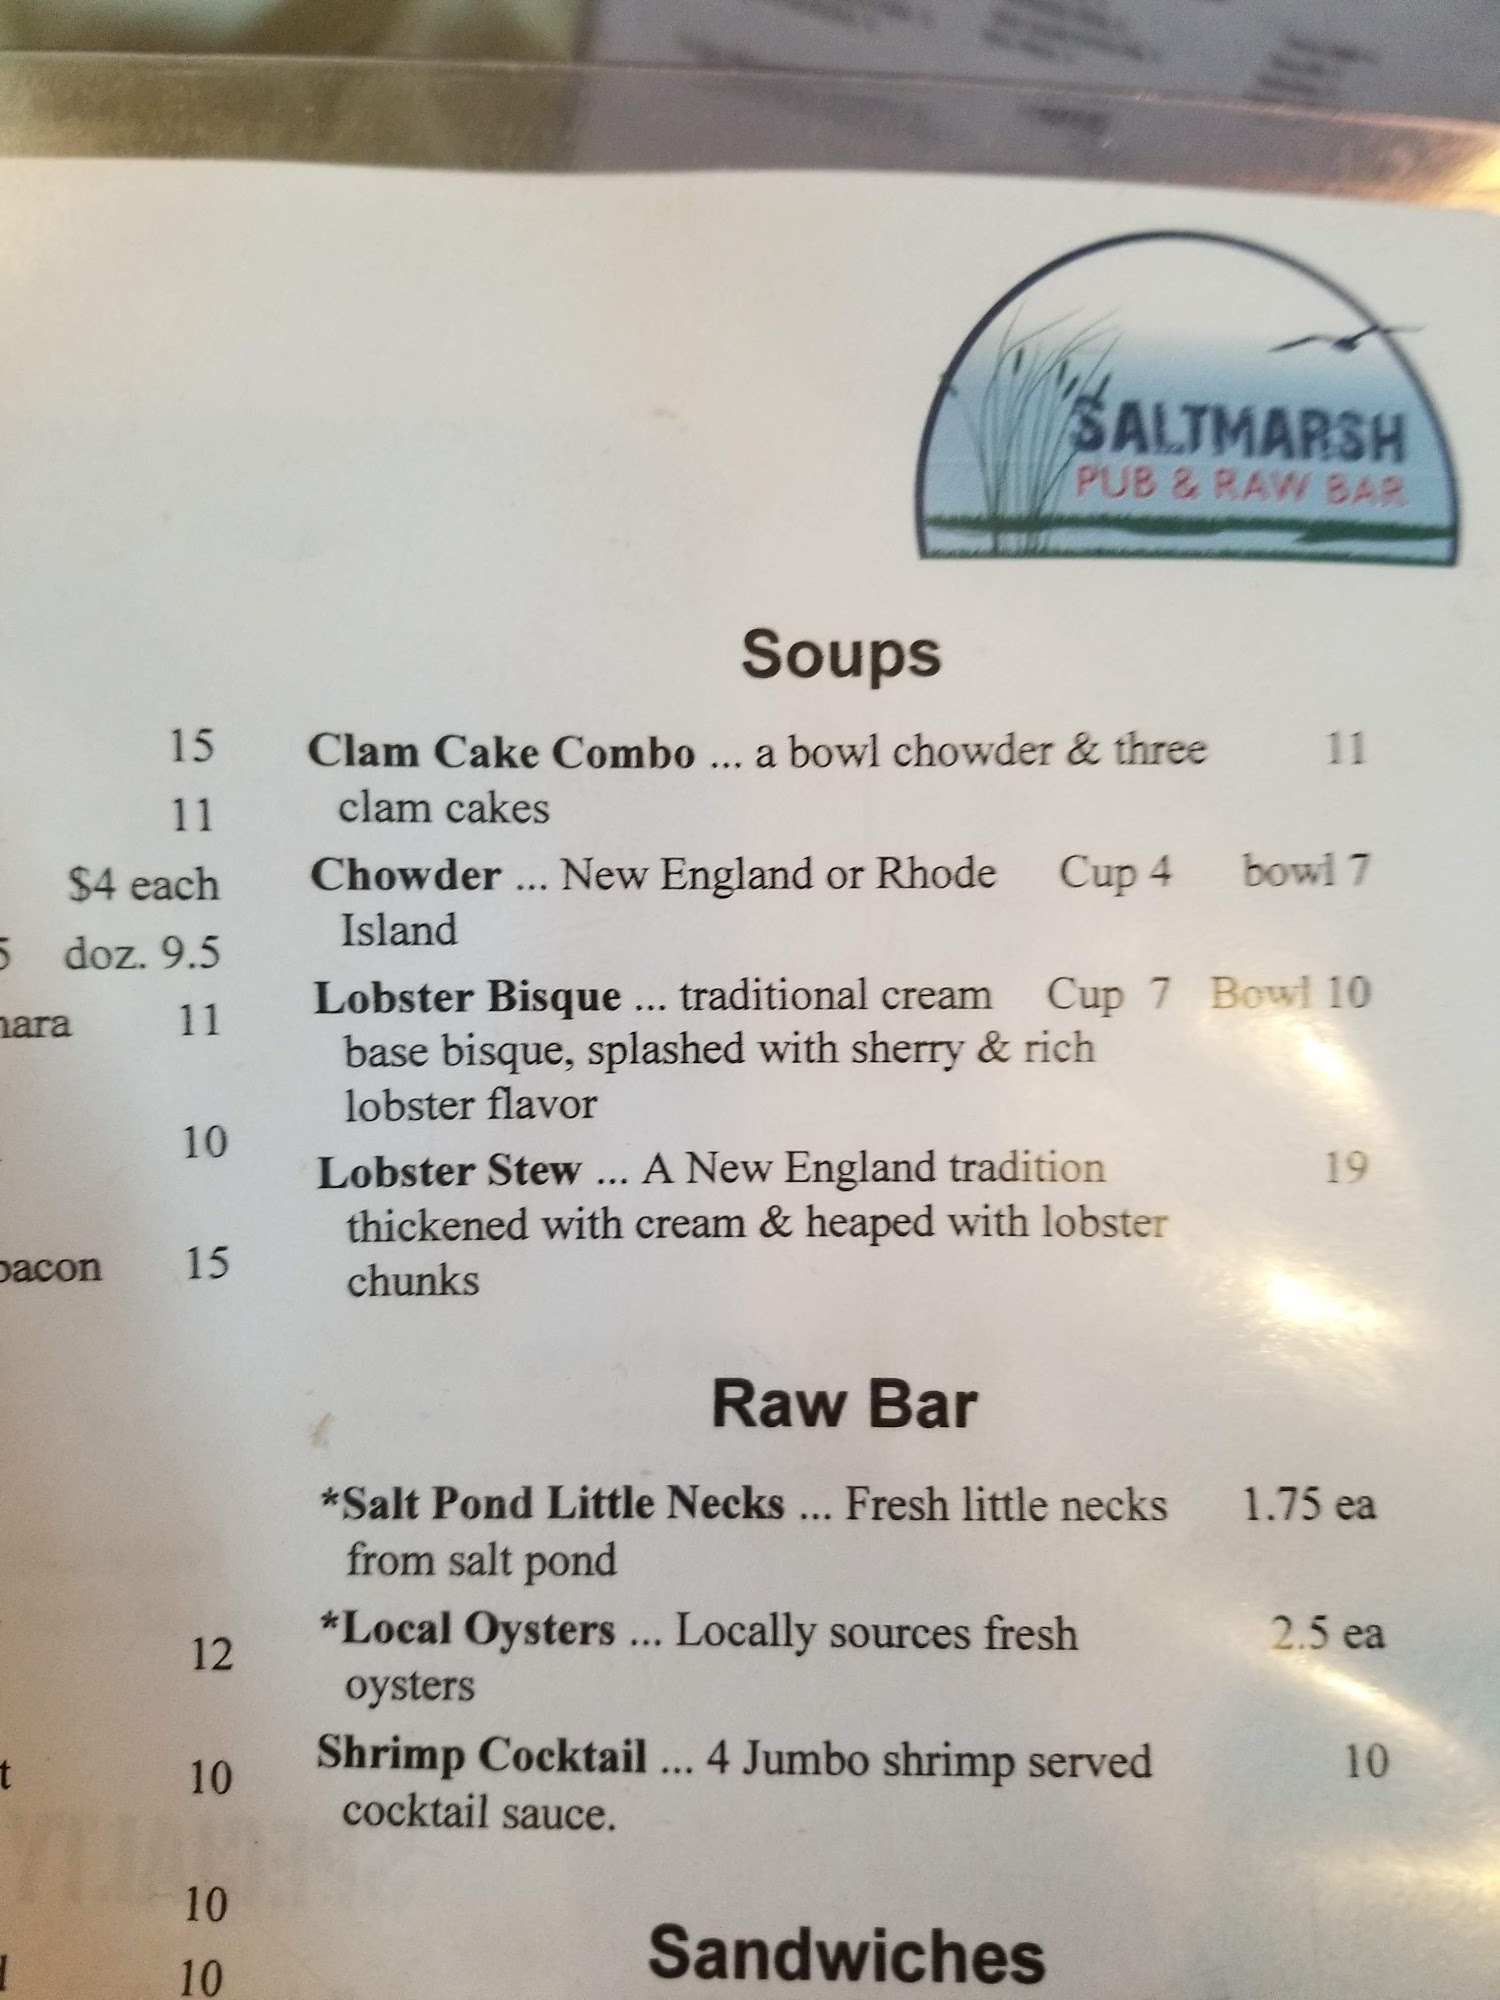 SALTMARSH
PUB & RAW BAR
15
11
$4 each
doz. 9.5
11
10
bacon 15
12
10
10
10
Soups
Clam Cake Combo ... a bowl chowder & three 11
clam cakes
Chowder ... New England or Rhode Cup 4 bowl 7
Island
Lobster Bisque ... traditional cream Cup 7 Bowl 10
base bisque, splashed with sherry & rich
lobster flavor
Lobster Stew ... A New England tradition 19
thickened with cream & heaped with lobster
chunks
Raw Bar
*Salt Pond Little Necks ... Fresh little necks 1.75 ea
from salt pond
*Local Oysters ... Locally sources fresh 2.5 ea
oysters
Shrimp Cocktail ... 4 Jumbo shrimp served 10
cocktail sauce.
Sandwiches